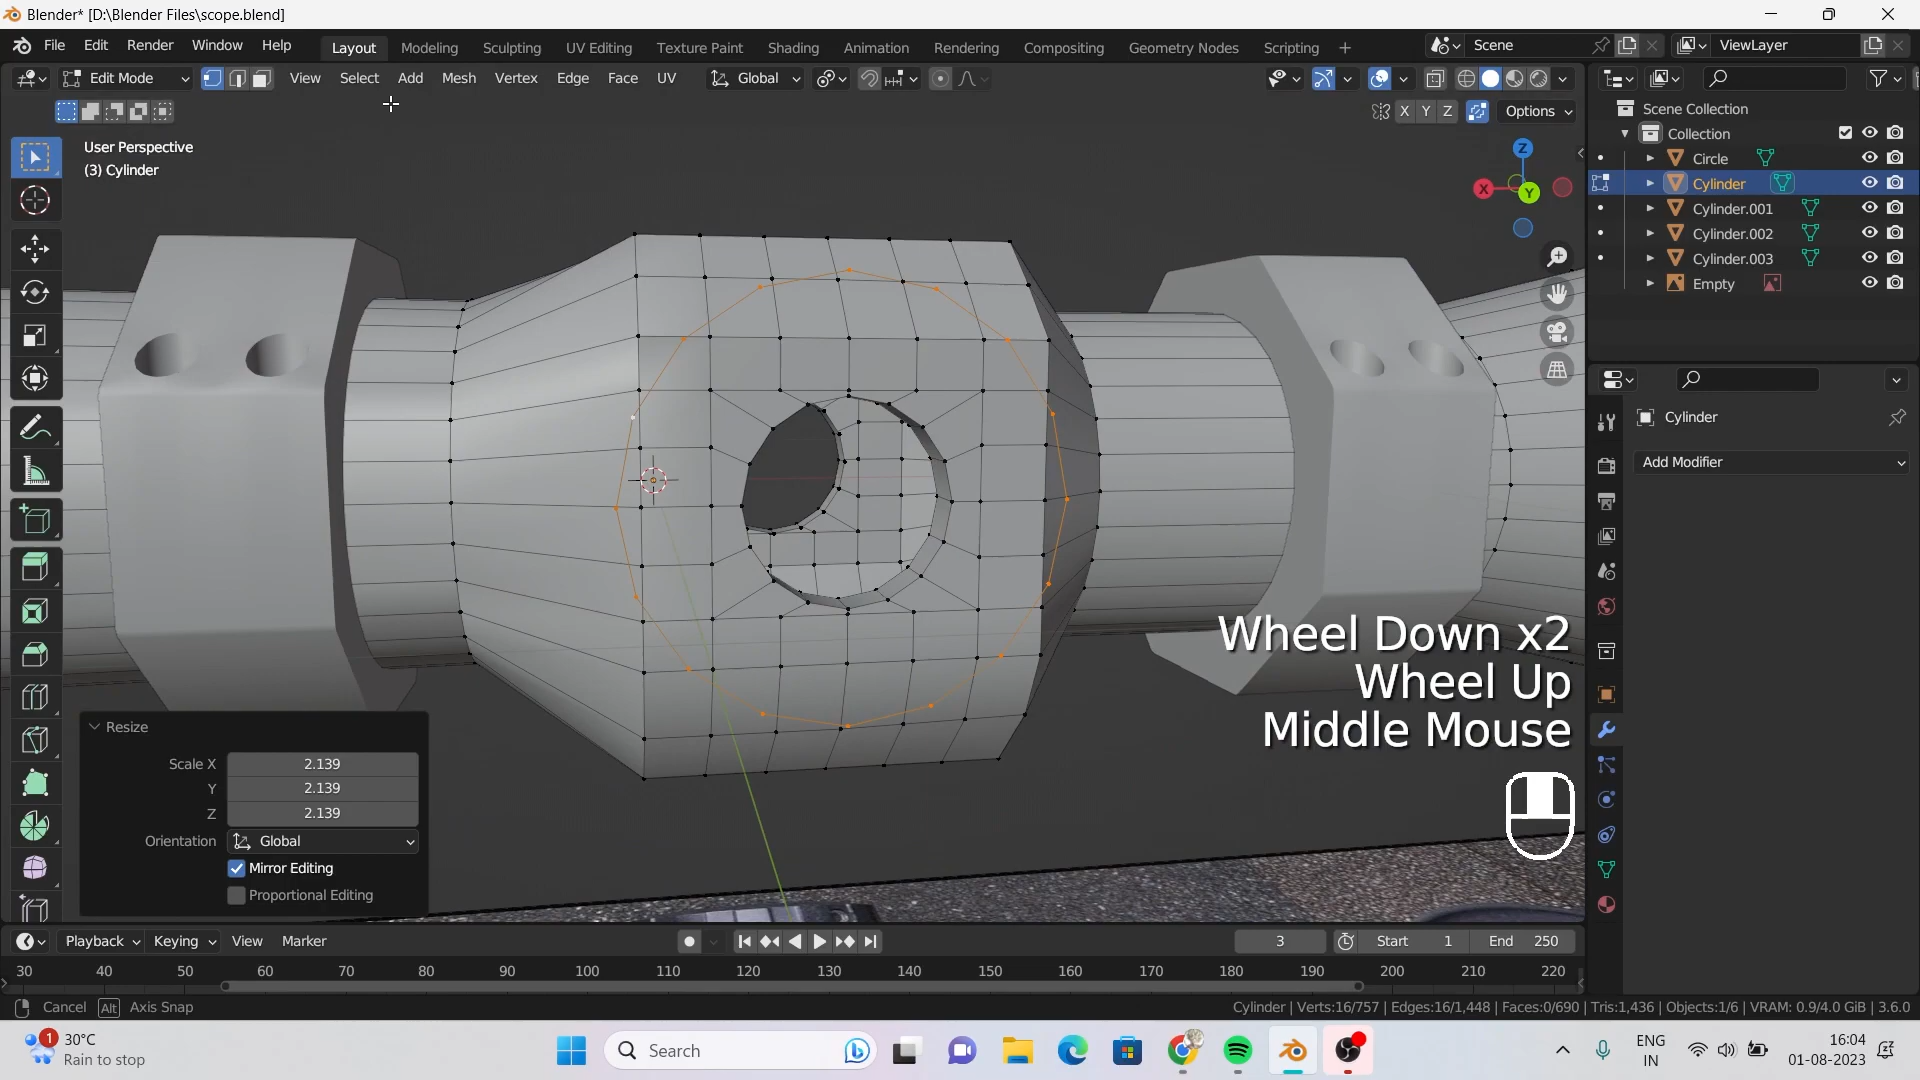 Blender* [D:\Blender Files\scope.blend]
File Edit Render Window Help Layout Modeling Sculpting UV Editing Texture Paint Shading Animation Rendering Compositing Geometry Nodes Scripting + Scene ViewLayer
Edit Mode View Select Add Mesh Vertex Edge Face UV Global
X Y Z Options
User Perspective
(3) Cylinder
Z
X
Y
Scene Collection
Collection
Circle
Cylinder
Cylinder.001
Cylinder.002
Cylinder.003
Empty
Cylinder
Add Modifier
Wheel Down x2
Wheel Up
Middle Mouse
Resize
Scale X 2.139
Y 2.139
Z 2.139
Orientation Global
Mirror Editing
Proportional Editing
Playback Keying View Marker 3 Start 1 End 250
30 40 50 60 70 80 90 100 110 120 130 140 150 160 170 180 190 200 210 220
Cancel Alt Axis Snap Cylinder | Verts:16/757 | Edges:16/1,448 | Faces:0/690 | Tris:1,436 | Objects:1/6 | VRAM: 0.9/4.0 GiB | 3.6.0
1
30°C
Rain to stop
Search
ENG
IN
16:04
01-08-2023